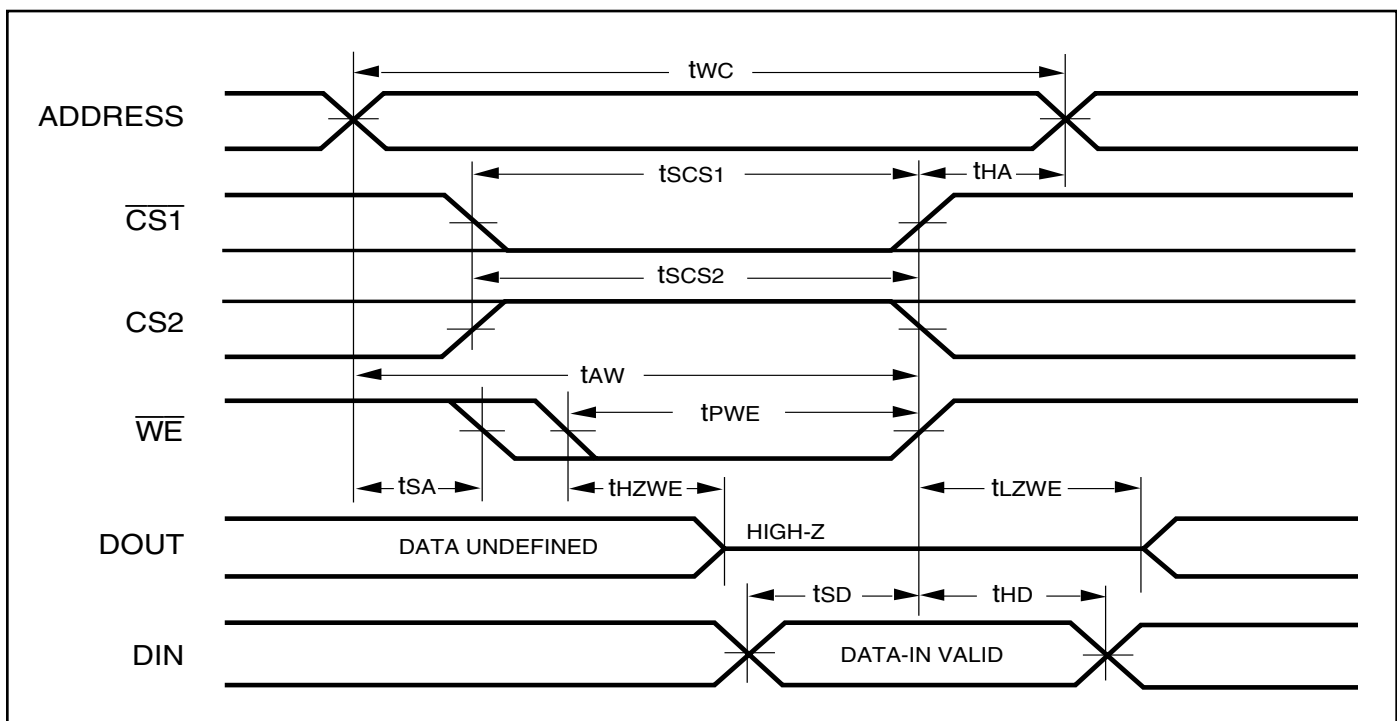 tWC
ADDRESS
tSCS1
tHA
CS1
tSCS2
CS2
tAW
tPWE
WE
tSA
tHZWE
tLZWE
DOUT
DATA UNDEFINED
HIGH-Z
tSD
tHD
DIN
DATA-IN VALID